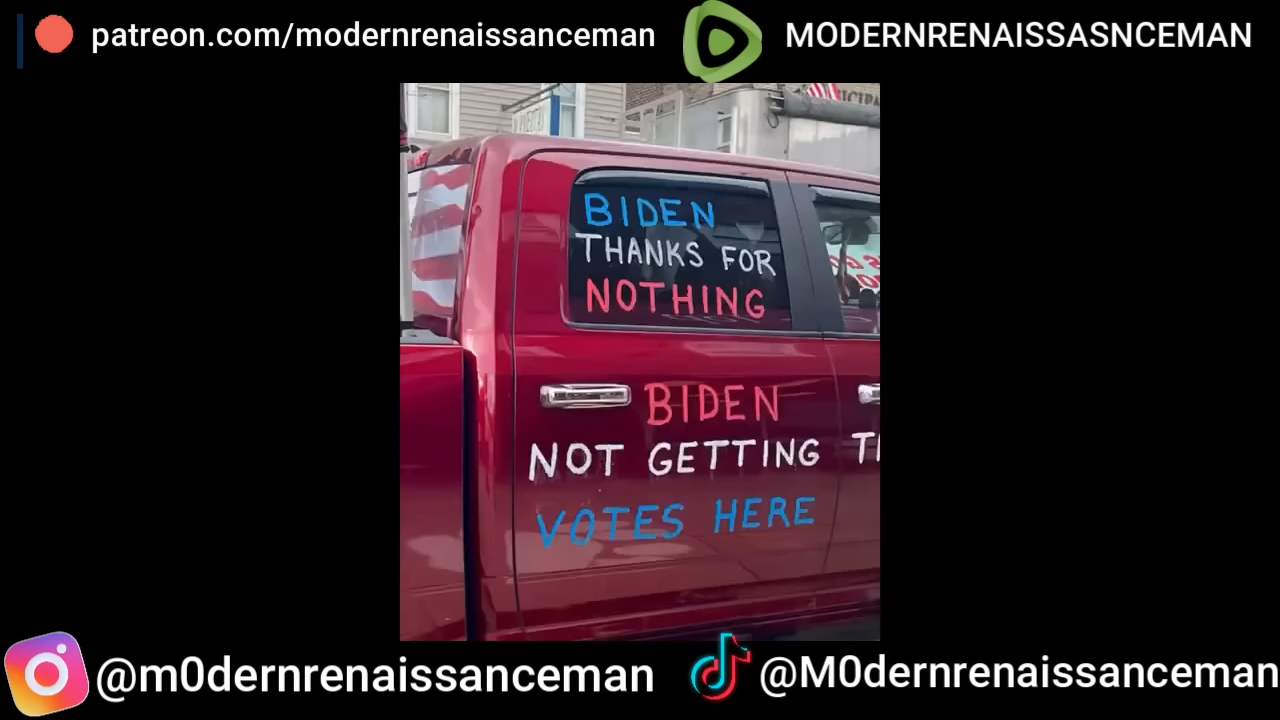 patreon.com/modernrenaissanceman
MODERNRENAISSASNCEMAN
BIDEN
THANKS FOR
NOTHING
BIDEN
NOT GETTING
VOTES HERE
@m0dernrenaissanceman
@M0dernrenaissanceman